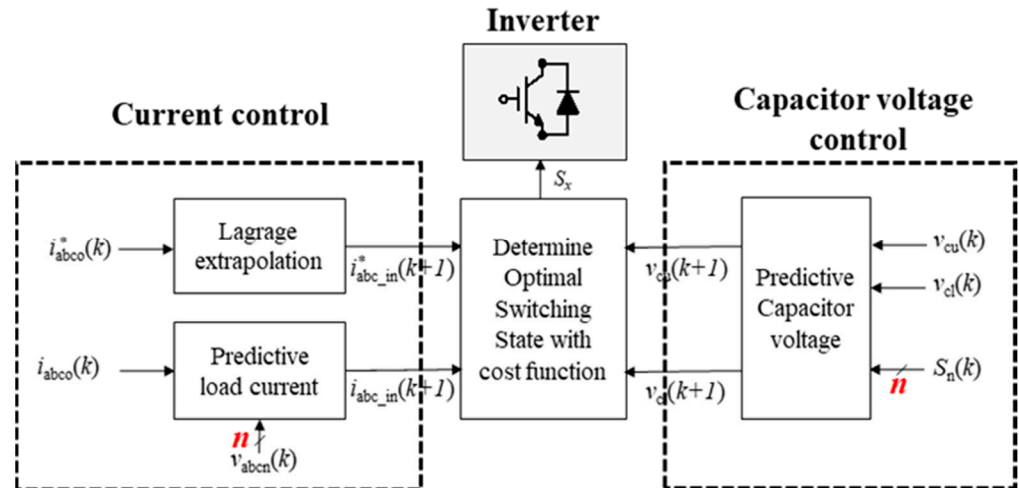 Inverter
Current control
Capacitor voltage
control
S_x
i*_abco(k)
Lagrage
extrapolation
i*_abc_in(k+1)
i_abco(k)
Predictive
load current
i_abc_in(k+1)
n
v_abcn(k)
Determine
Optimal
Switching
State with
cost function
v_cu(k+1)
v_cl(k+1)
Predictive
Capacitor
voltage
v_cu(k)
v_cl(k)
S_n(k)
n